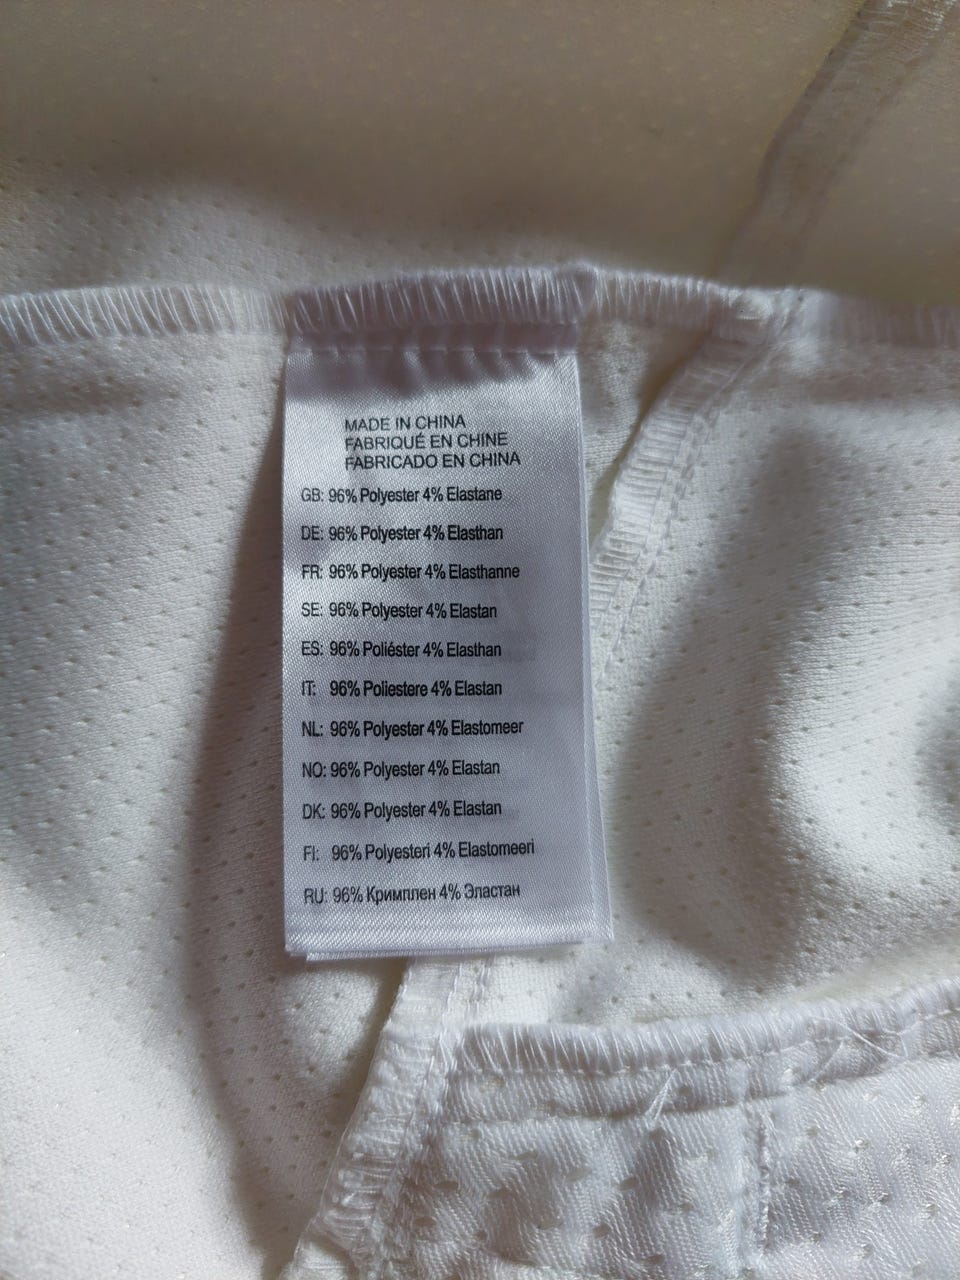 MADE IN CHINA
FABRIQUÉ EN CHINE
FABRICADO EN CHINA
GB: 96% Polyester 4% Elastane
DE: 96% Polyester 4% Elasthan
FR: 96% Polyester 4% Elasthanne
SE: 96% Polyester 4% Elastan
ES: 96% Poliéster 4% Elasthan
IT: 96% Poliestere 4% Elastan
NL: 96% Polyester 4% Elastomeer
NO: 96% Polyester 4% Elastan
DK: 96% Polyester 4% Elastan
FI: 96% Polyesteri 4% Elastomeeri
RU: 96% Кримплен 4% Эластан